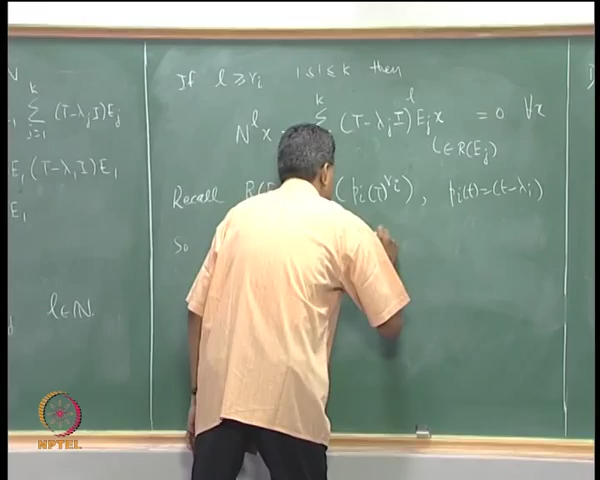 k
Σ (T-λⱼI)Eⱼ
j=1
E₁(T-λ₁I)E₁
E₁
l∈ℕ.
If l ≥ rᵢ 1≤i≤k then
Nˡx = Σ (T-λⱼI)ˡ Eⱼx = 0 ∀x
∈ R(Eⱼ)
Recall (pᵢ(T)^{rᵢ}), pᵢ(t)=(t-λᵢ)
So
NPTEL